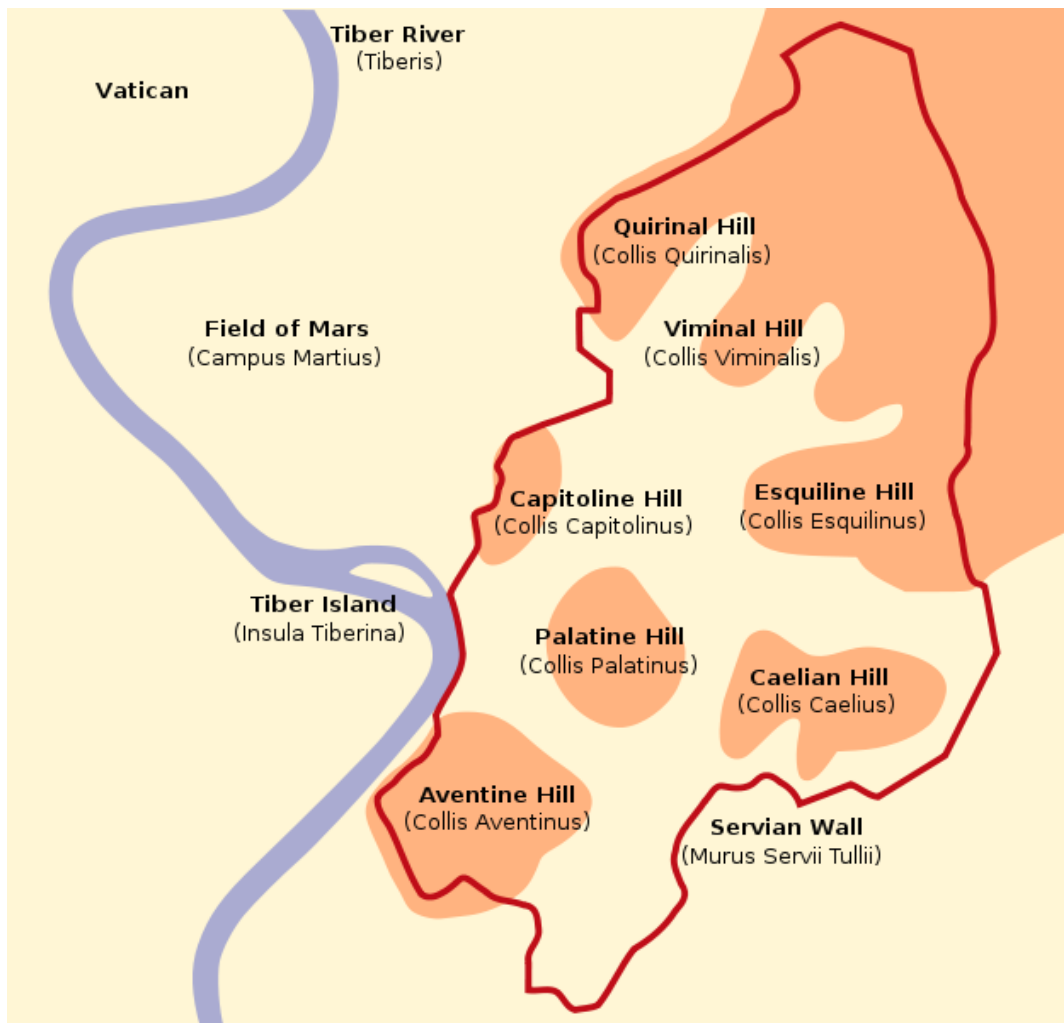 Tiber River
(Tiberis)
Vatican
Quirinal Hill
(Collis Quirinalis)
Field of Mars
(Campus Martius)
Viminal Hill
(Collis Viminalis)
Capitoline Hill
(Collis Capitolinus)
Esquiline Hill
(Collis Esquilinus)
Tiber Island
(Insula Tiberina)
Palatine Hill
(Collis Palatinus)
Caelian Hill
(Collis Caelius)
Aventine Hill
(Collis Aventinus)
Servian Wall
(Murus Servii Tullii)